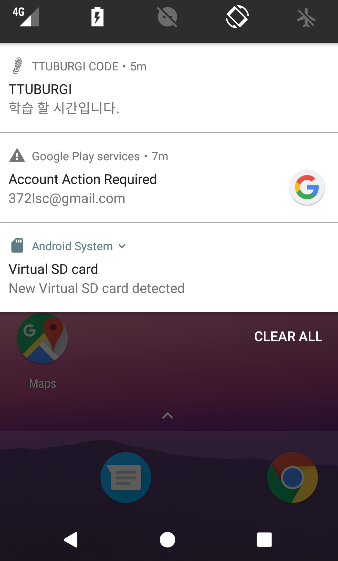 4G
TTUBURGI CODE • 5m
TTUBURGI
학습 할 시간입니다.
Google Play services • 7m
Account Action Required
372lsc@gmail.com
Android System
Virtual SD card
New Virtual SD card detected
CLEAR ALL
Maps